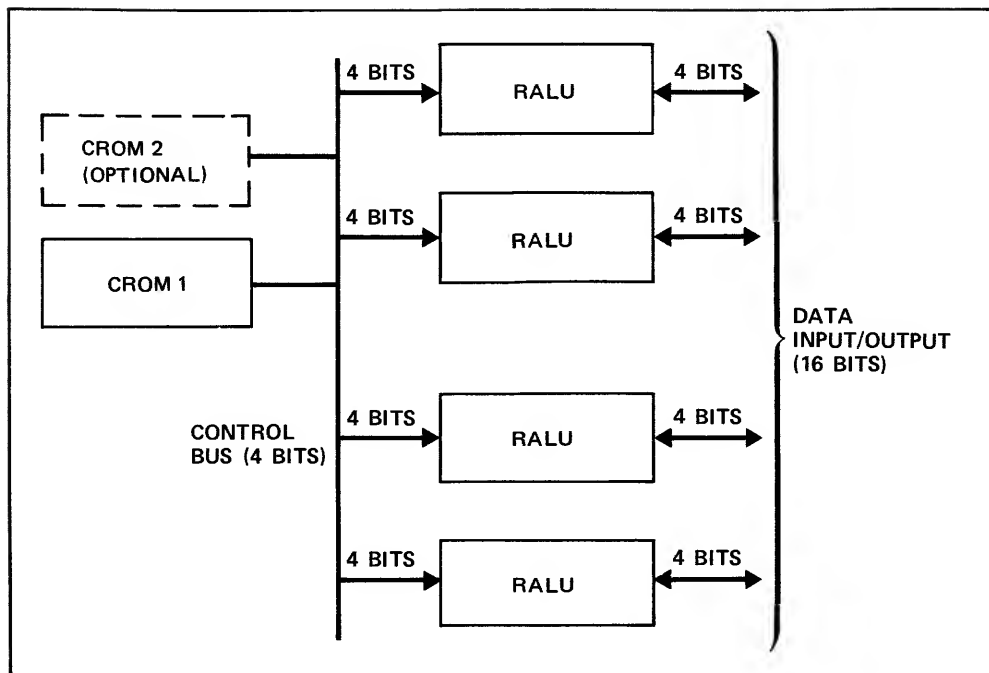 4 BITS
RALU
4 BITS
CROM 2
(OPTIONAL)
4 BITS
RALU
4 BITS
CROM 1
DATA
INPUT/OUTPUT
(16 BITS)
CONTROL
BUS (4 BITS)
4 BITS
RALU
4 BITS
4 BITS
RALU
4 BITS